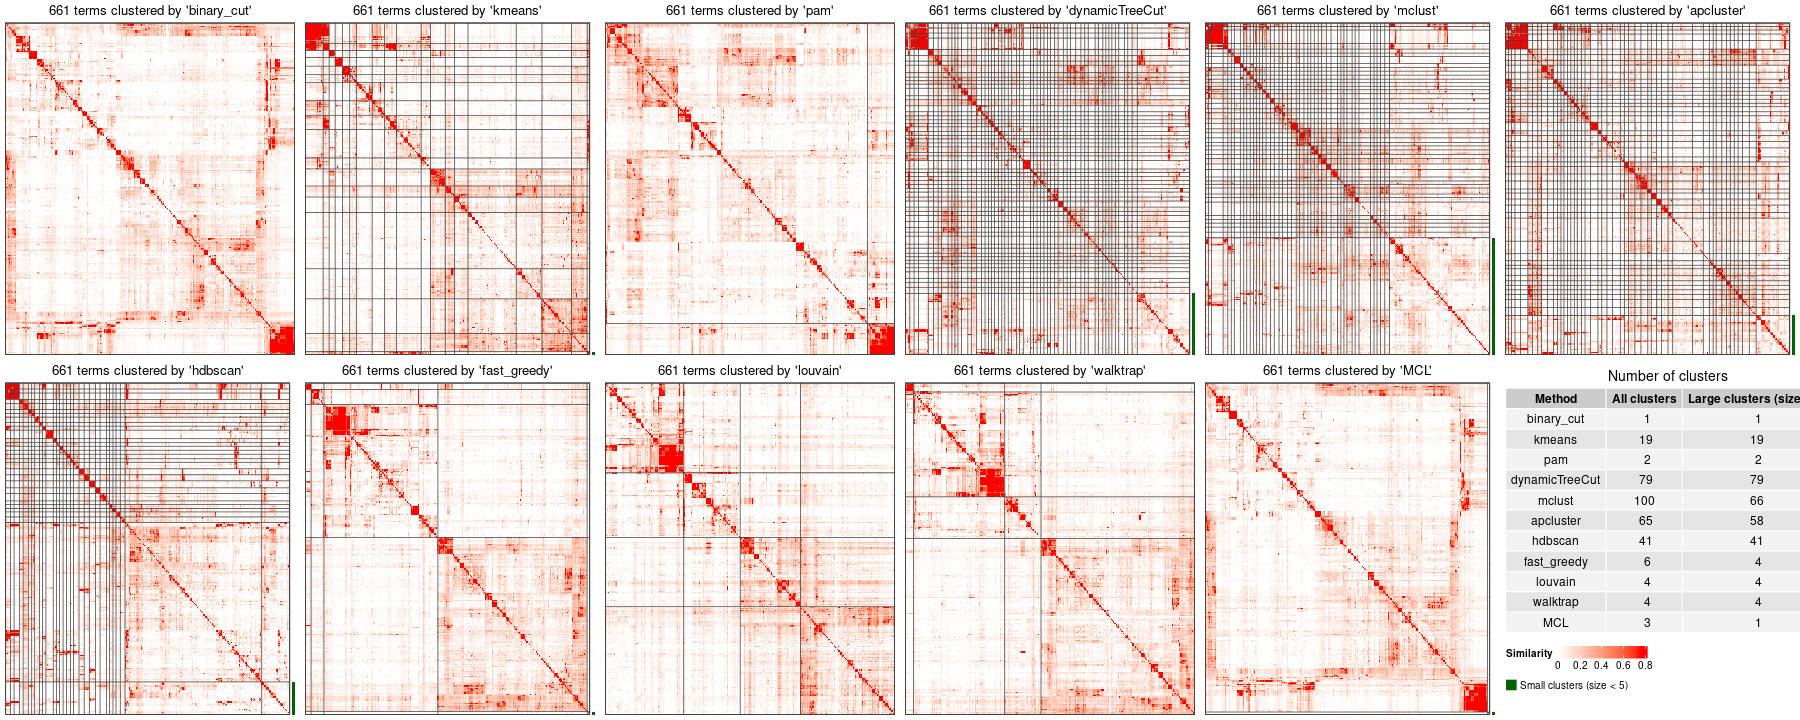 661 terms clustered by 'binary_cut'
661 terms clustered by 'kmeans'
661 terms clustered by 'pam'
661 terms clustered by 'dynamicTreeCut'
661 terms clustered by 'mclust'
661 terms clustered by 'apcluster'
661 terms clustered by 'hdbscan'
661 terms clustered by 'fast_greedy'
661 terms clustered by 'louvain'
661 terms clustered by 'walktrap'
661 terms clustered by 'MCL'
Number of clusters
Method All clusters Large clusters (size
binary_cut 1 1
kmeans 19 19
pam 2 2
dynamicTreeCut 79 79
mclust 100 66
apcluster 65 58
hdbscan 41 41
fast_greedy 6 4
louvain 4 4
walktrap 4 4
MCL 3 1
Similarity
0 0.2 0.4 0.6 0.8
Small clusters (size < 5)